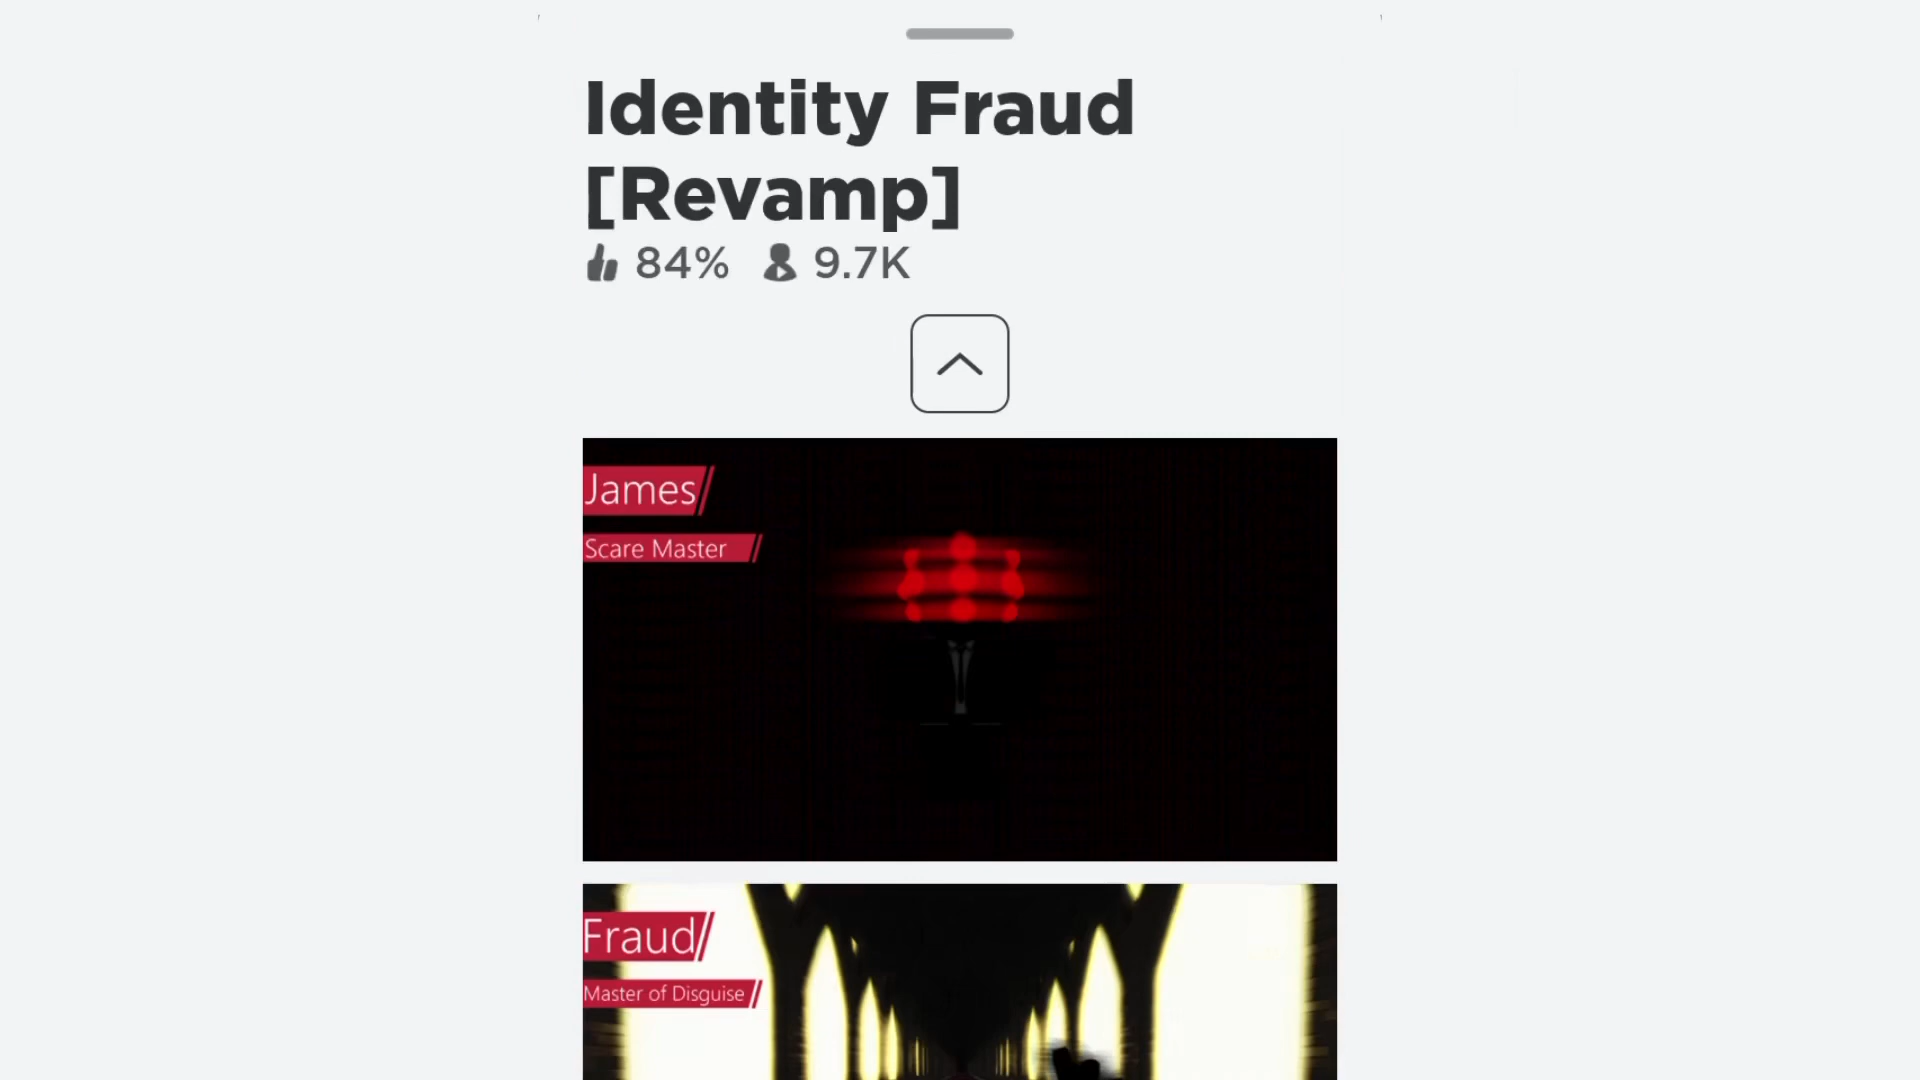 Identity Fraud
[Revamp]
84% 9.7K
James
Scare Master
Fraud
Master of Disguise